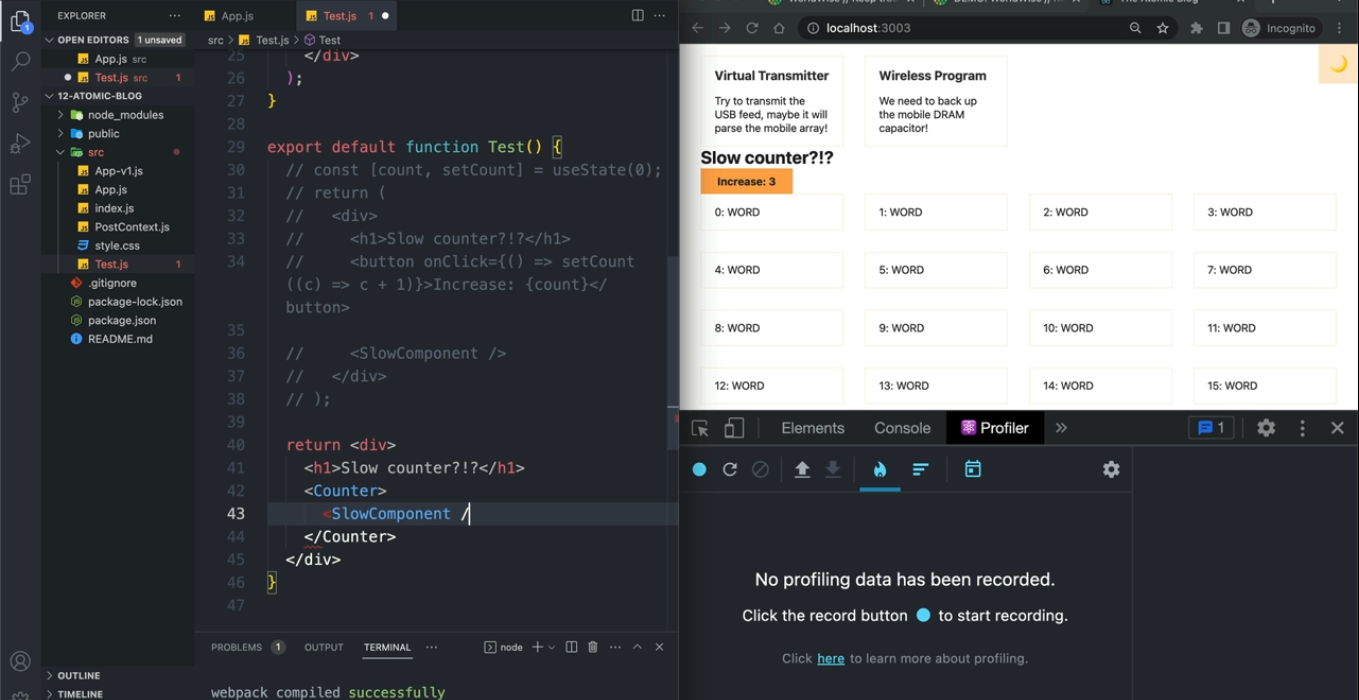 EXPLORER
OPEN EDITORS 1 unsaved
App.js src
Test.js src 1
12-ATOMIC-BLOG
node_modules
public
src
App-v1.js
App.js
index.js
PostContext.js
style.css
Test.js 1
.gitignore
package-lock.json
package.json
README.md
OUTLINE
TIMELINE
App.js Test.js 1
src > Test.js > Test
25 </div>
26 );
27 }
28
29 export default function Test() {
30 // const [count, setCount] = useState(0);
31 // return (
32 // <div>
33 // <h1>Slow counter?!?</h1>
34 // <button onClick={() => setCount
((c) => c + 1)}>Increase: {count}</
button>
35
36 // <SlowComponent />
37 // </div>
38 // );
39
40 return <div>
41 <h1>Slow counter?!?</h1>
42 <Counter>
43 <SlowComponent /
44 </Counter>
45 </div>
46 }
47
PROBLEMS 1 OUTPUT TERMINAL node
webpack compiled successfully
localhost:3003 Incognito
Virtual Transmitter
Try to transmit the
USB feed, maybe it will
parse the mobile array!
Wireless Program
We need to back up
the mobile DRAM
capacitor!
Slow counter?!?
Increase: 3
0: WORD 1: WORD 2: WORD 3: WORD
4: WORD 5: WORD 6: WORD 7: WORD
8: WORD 9: WORD 10: WORD 11: WORD
12: WORD 13: WORD 14: WORD 15: WORD
Elements Console Profiler 1
No profiling data has been recorded.
Click the record button to start recording.
Click here to learn more about profiling.